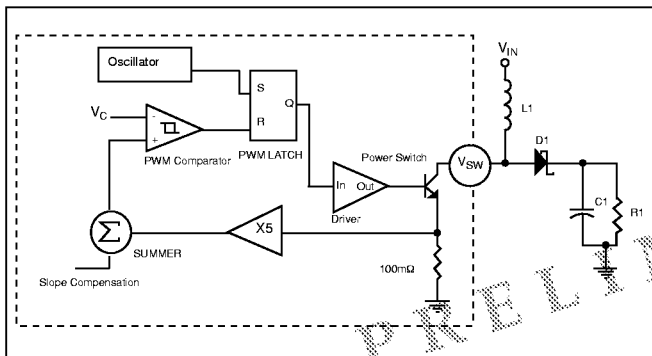 Oscillator
V_IN
S
Q
L1
V_C
-
R
+
D1
PWM Comparator
PWM LATCH
Power Switch
V_SW
In
Out
C1
R1
Driver
Σ
SUMMER
X5
100mΩ
Slope Compensation
PRELI